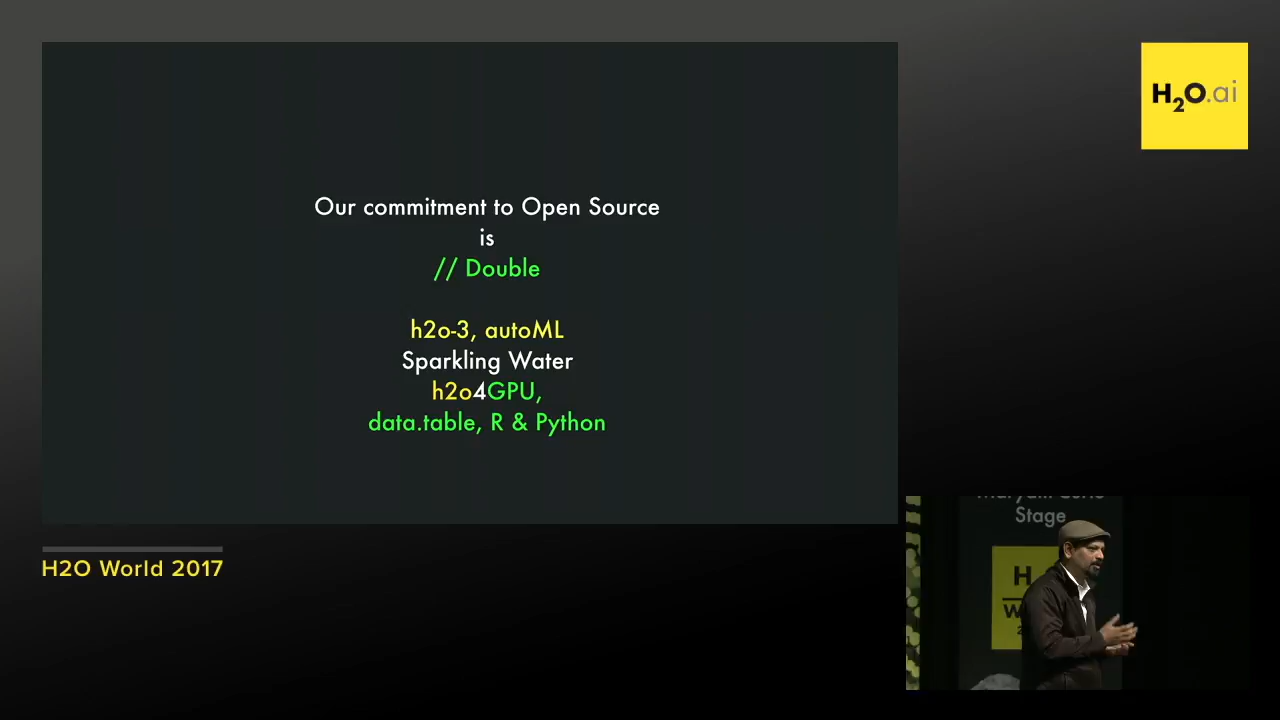 Our commitment to Open Source
is
// Double
h2o-3, autoML
Sparkling Water
h2o4GPU,
data.table, R & Python
H2O.ai
H2O World 2017
Stage
H
W